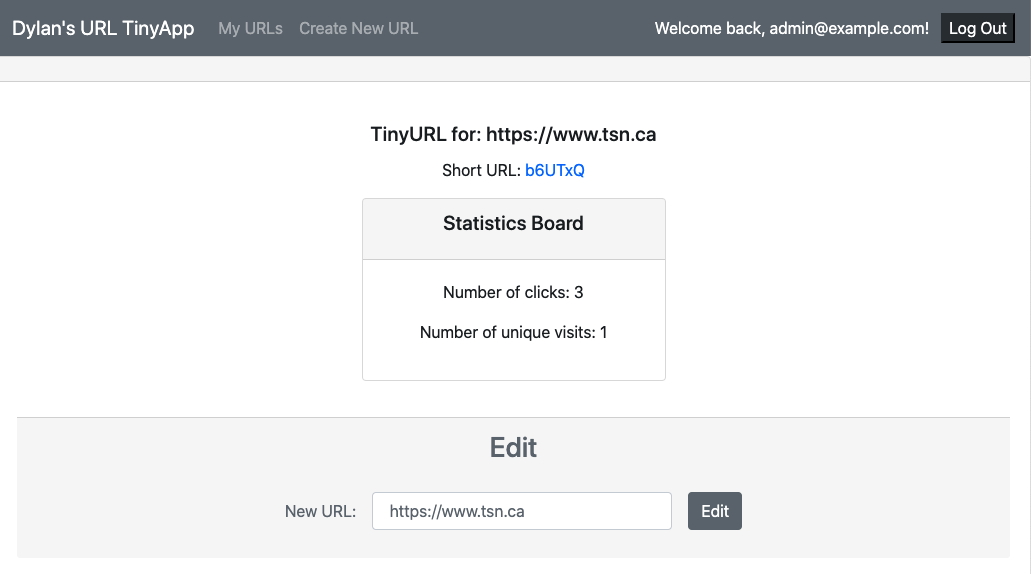 Dylan's URL TinyApp My URLs Create New URL Welcome back, admin@example.com! Log Out
TinyURL for: https://www.tsn.ca
Short URL: b6UTxQ
Statistics Board
Number of clicks: 3
Number of unique visits: 1
Edit
New URL: https://www.tsn.ca Edit